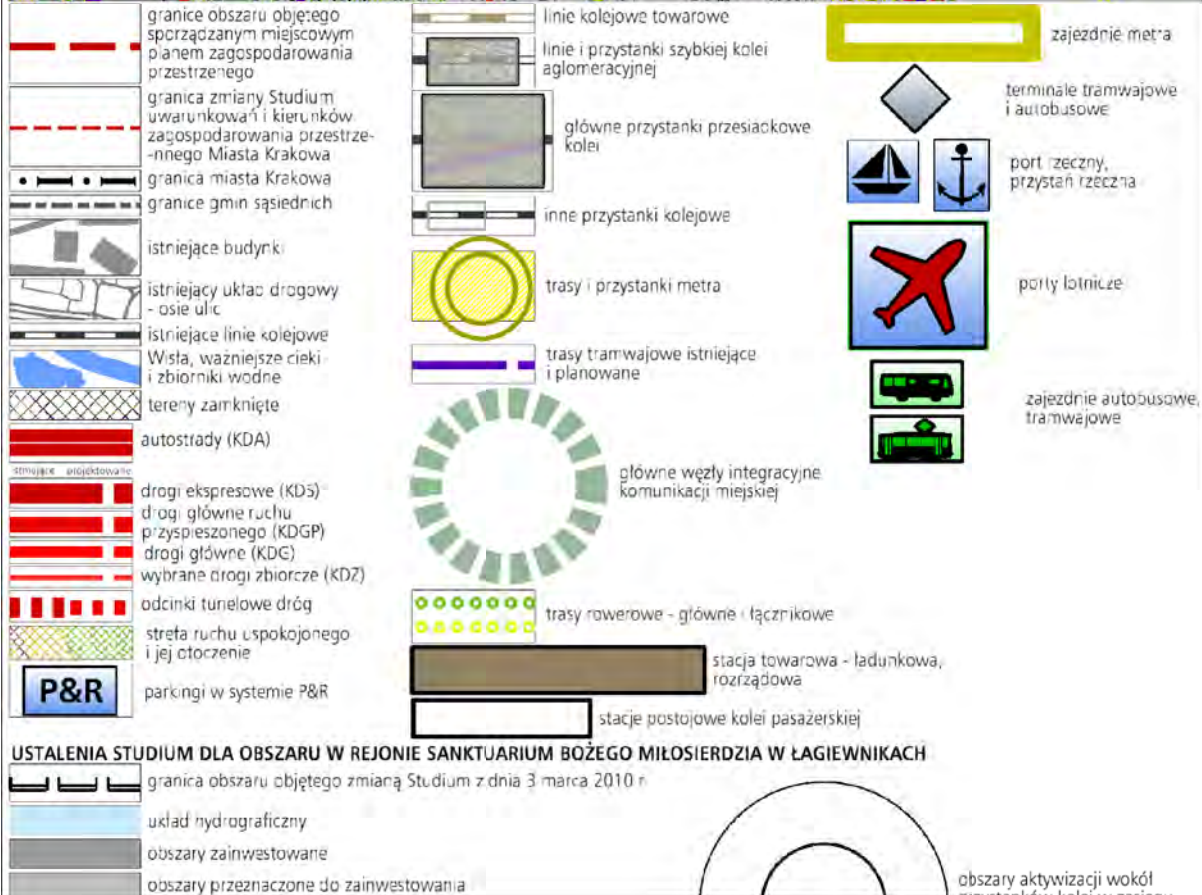 granice obszaru objętego
sporządzanym miejscowym
planem zagospodarowania
przestrzenego
granica zmiany Studium
uwarunkowań i kierunków
zagospodarowania przestrze-
-nnego Miasta Krakowa
granica miasta Krakowa
granice gmin sąsiednich
istniejące budynki
istniejący układ drogowy
- osie ulic
istniejące linie kolejowe
Wisła, ważniejsze cieki
i zbiorniki wodne
tereny zamknięte
autostrady (KDA)
istniejące projektowane
drogi ekspresowe (KDS)
drogi główne ruchu
przyspieszonego (KDGP)
drogi główne (KDG)
wybrane drogi zbiorcze (KDZ)
odcinki tunelowe dróg
strefa ruchu uspokojonego
i jej otoczenie
P&R
parkingi w systemie P&R
linie kolejowe towarowe
linie i przystanki szybkiej kolei
aglomeracyjnej
główne przystanki przesiadkowe
kolei
inne przystanki kolejowe
trasy i przystanki metra
trasy tramwajowe istniejące
i planowane
główne węzły integracyjne
komunikacji miejskiej
trasy rowerowe - główne i łącznikowe
stacja towarowa - ładunkowa,
rozrządowa
stacje postojowe kolei pasażerskiej
zajezdnie metra
terminale tramwajowe
i autobusowe
port rzeczny,
przystań rzeczna
porty lotnicze
zajezdnie autobusowe,
tramwajowe
USTALENIA STUDIUM DLA OBSZARU W REJONIE SANKTUARIUM BOŻEGO MIŁOSIERDZIA W ŁAGIEWNIKACH
granica obszaru objętego zmianą Studium z dnia 3 marca 2010 r
układ hydrograficzny
obszary zainwestowane
obszary przeznaczone do zainwestowania
obszary aktywizacji wokół